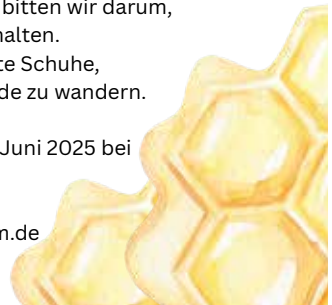 bitten wir darum,
halten.
te Schuhe,
de zu wandern.
Juni 2025 bei
n.de